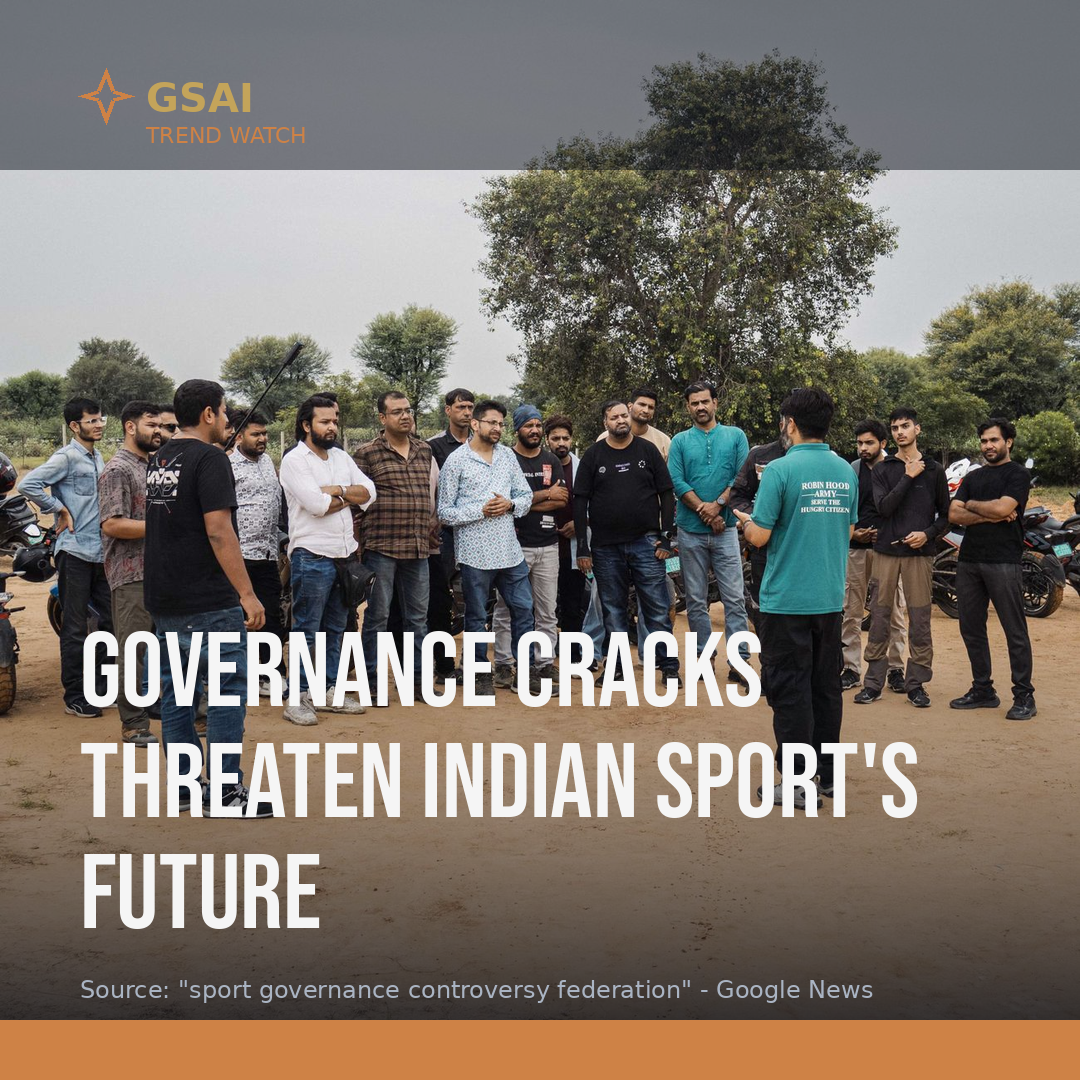 GSAI
TREND WATCH
ROBIN HOOD
ARMY
SERVE THE
HUNGRY CITIZEN
GOVERNANCE CRACKS
THREATEN INDIAN SPORT'S
FUTURE
Source: "sport governance controversy federation" - Google News